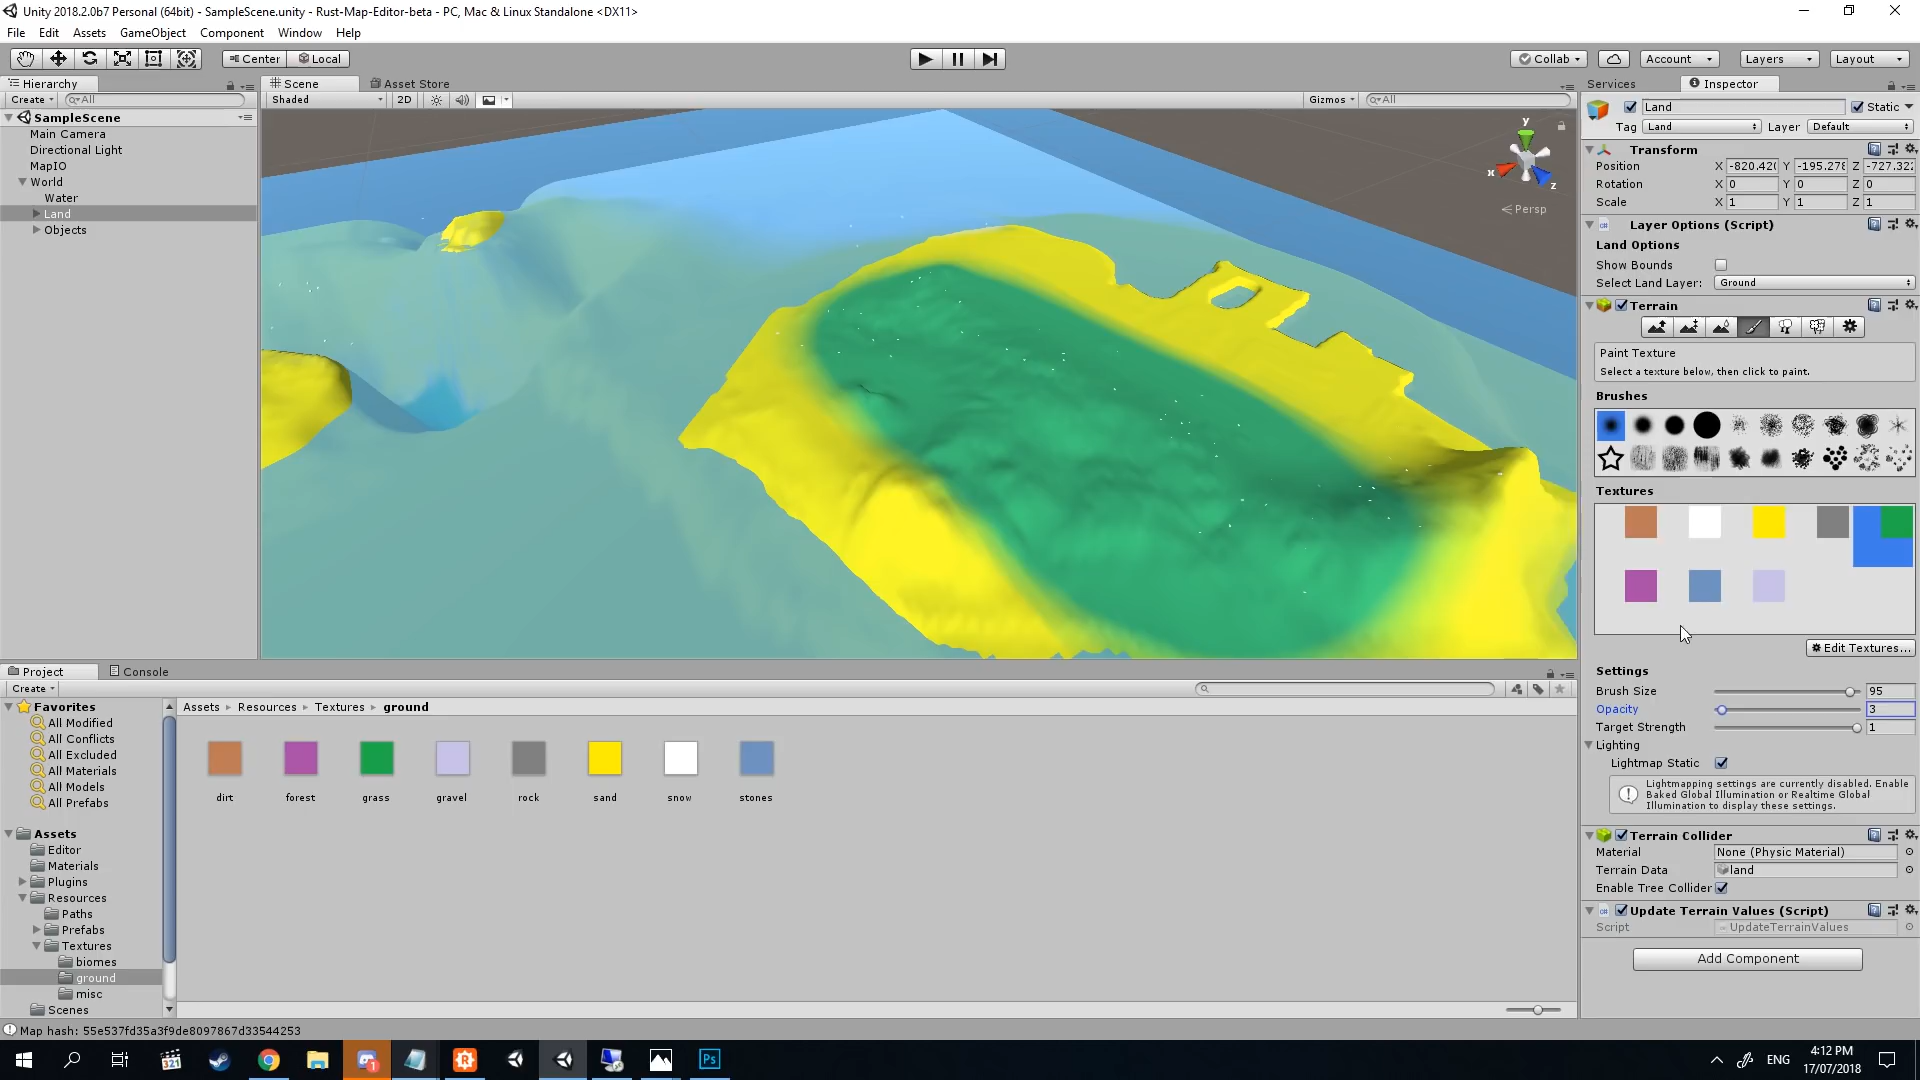 Unity 2018.2.0b7 Personal (64bit) - SampleScene.unity - Rust-Map-Editor-beta - PC, Mac & Linux Standalone <DX11>
File Edit Assets GameObject Component Window Help
Center Local Collab Account Layers Layout
Hierarchy Scene Asset Store Services Inspector
Create All Shaded 2D Gizmos All
Land Static
Tag Land Layer Default
SampleScene
Main Camera
Directional Light
MapIO
World
Water
Land
Objects
y
x
z
Persp
Transform
Position X -820.42( Y -195.278 Z -727.322
Rotation X 0 Y 0 Z 0
Scale X 1 Y 1 Z 1
Layer Options (Script)
Land Options
Show Bounds
Select Land Layer: Ground
Terrain
Paint Texture
Select a texture below, then click to paint.
Brushes
Textures
Edit Textures...
Settings
Brush Size 95
Opacity 3
Target Strength 1
Lighting
Lightmap Static
Lightmapping settings are currently disabled. Enable
Baked Global Illumination or Realtime Global
Illumination to display these settings.
Terrain Collider
Material None (Physic Material)
Terrain Data land
Enable Tree Collider
Update Terrain Values (Script)
Script UpdateTerrainValues
Add Component
Project Console
Create
Favorites
All Modified
All Conflicts
All Excluded
All Materials
All Models
All Prefabs
Assets
Editor
Materials
Plugins
Resources
Paths
Prefabs
Textures
biomes
ground
misc
Scenes
Assets Resources Textures ground
dirt forest grass gravel rock sand snow stones
Map hash: 55e537fd35a3f9de8097867d33544253
321
1
R
Ps
ENG
4:12 PM
17/07/2018